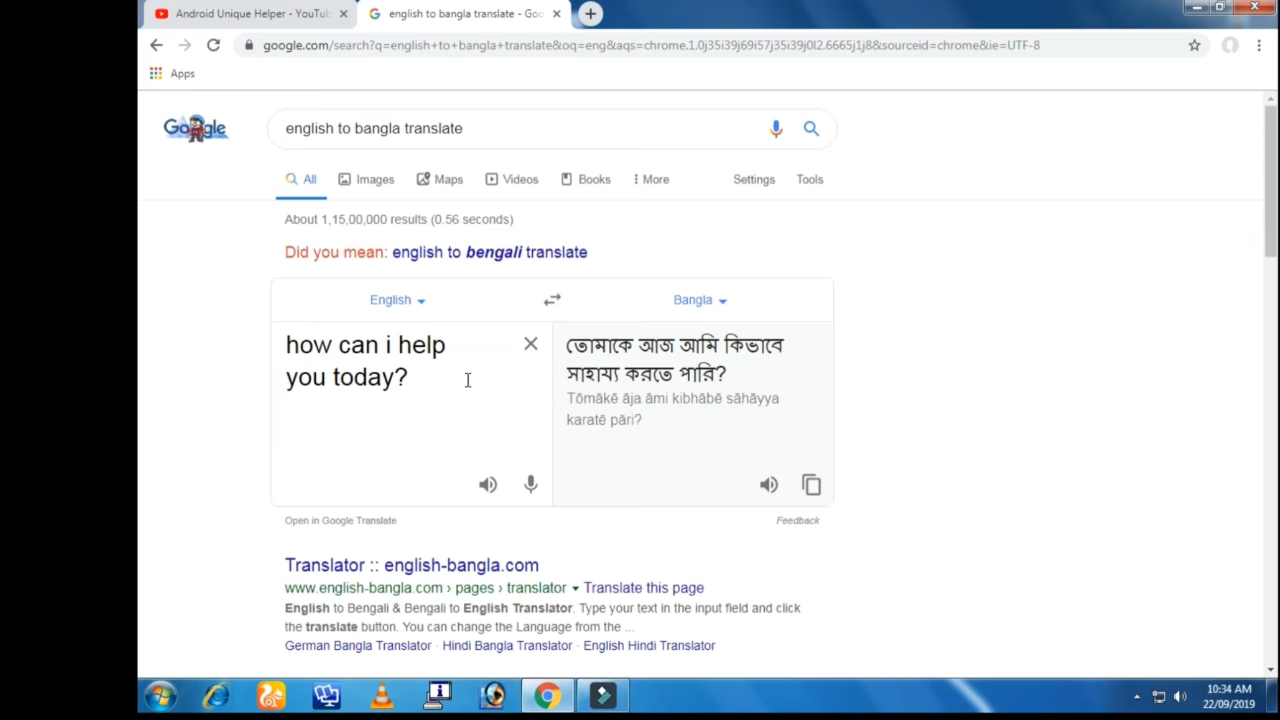 Android Unique Helper - YouTu
english to bangla translate - Goo
google.com/search?q=english+to+bangla+translate&oq=eng&aqs=chrome.1.0j35i39j69i57j35i39j0l2.6665j1j8&sourceid=chrome&ie=UTF-8
Apps
Google
english to bangla translate
All Images Maps Videos Books More Settings Tools
About 1,15,00,000 results (0.56 seconds)
Did you mean: english to bengali translate
English Bangla
how can i help
you today?
তোমাকে আজ আমি কিভাবে
সাহায্য করতে পারি?
Tōmākē āja āmi kibhābē sāhāyya
karatē pāri?
Open in Google Translate Feedback
Translator :: english-bangla.com
www.english-bangla.com › pages › translator ▾ Translate this page
English to Bengali & Bengali to English Translator. Type your text in the input field and click
the translate button. You can change the Language from the ...
German Bangla Translator · Hindi Bangla Translator · English Hindi Translator
10:34 AM
22/09/2019